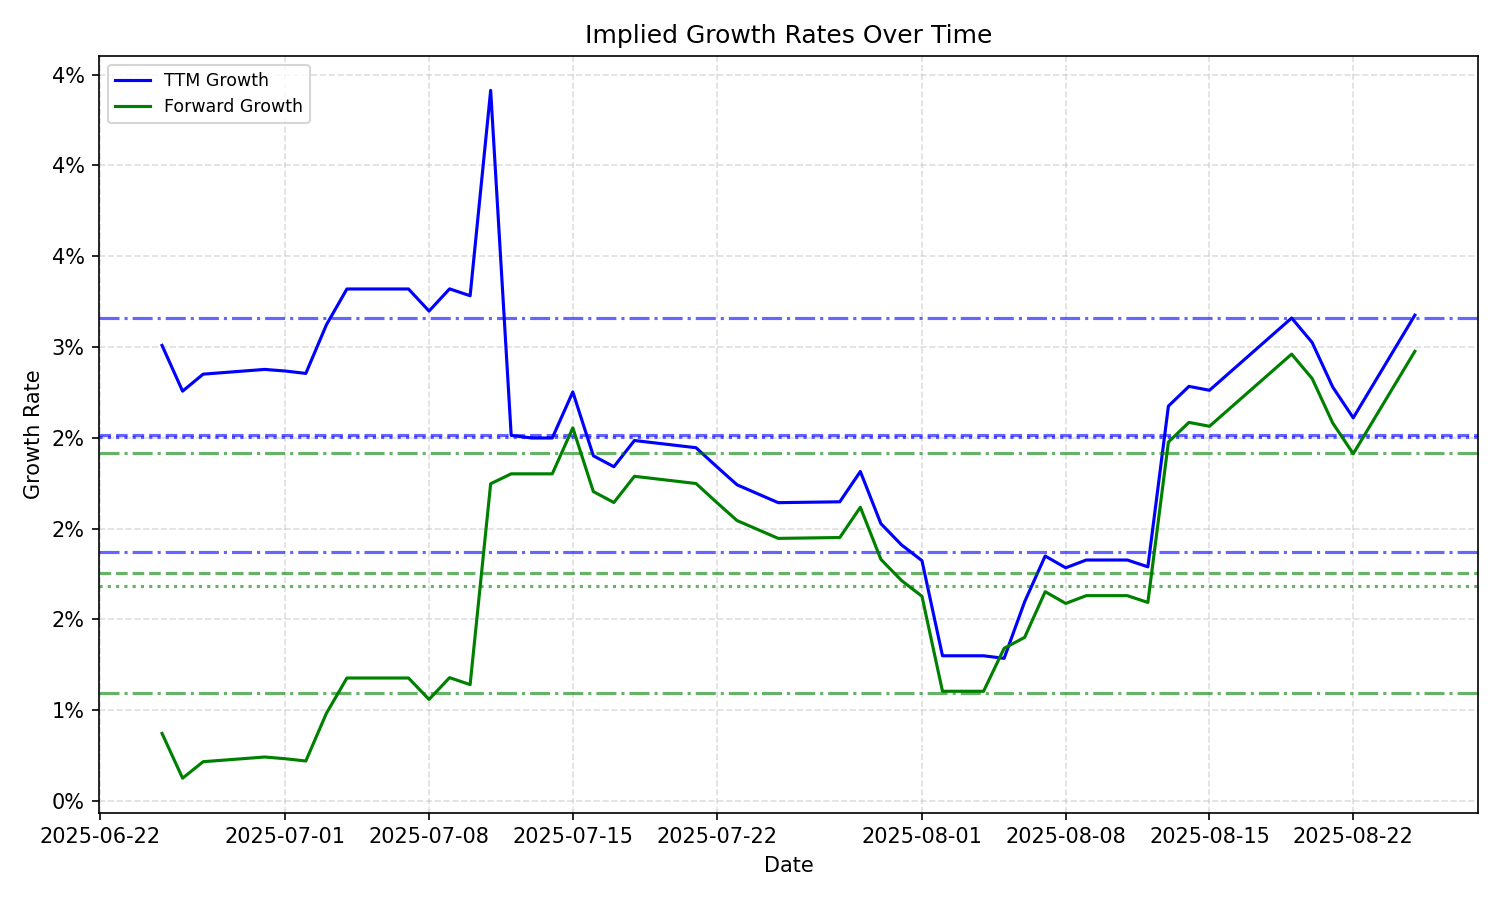 Implied Growth Rates Over Time
TTM Growth
Forward Growth
4%
4%
4%
3%
2%
2%
2%
1%
0%
Growth Rate
2025-06-22 2025-07-01 2025-07-08 2025-07-15 2025-07-22 2025-08-01 2025-08-08 2025-08-15 2025-08-22
Date